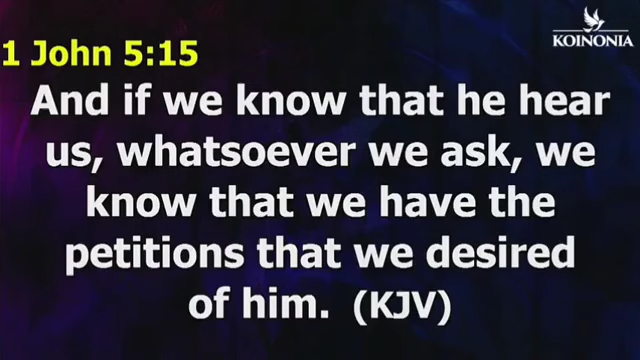 KOINONIA
1 John 5:15
And if we know that he hear
us, whatsoever we ask, we
know that we have the
petitions that we desired
of him. (KJV)